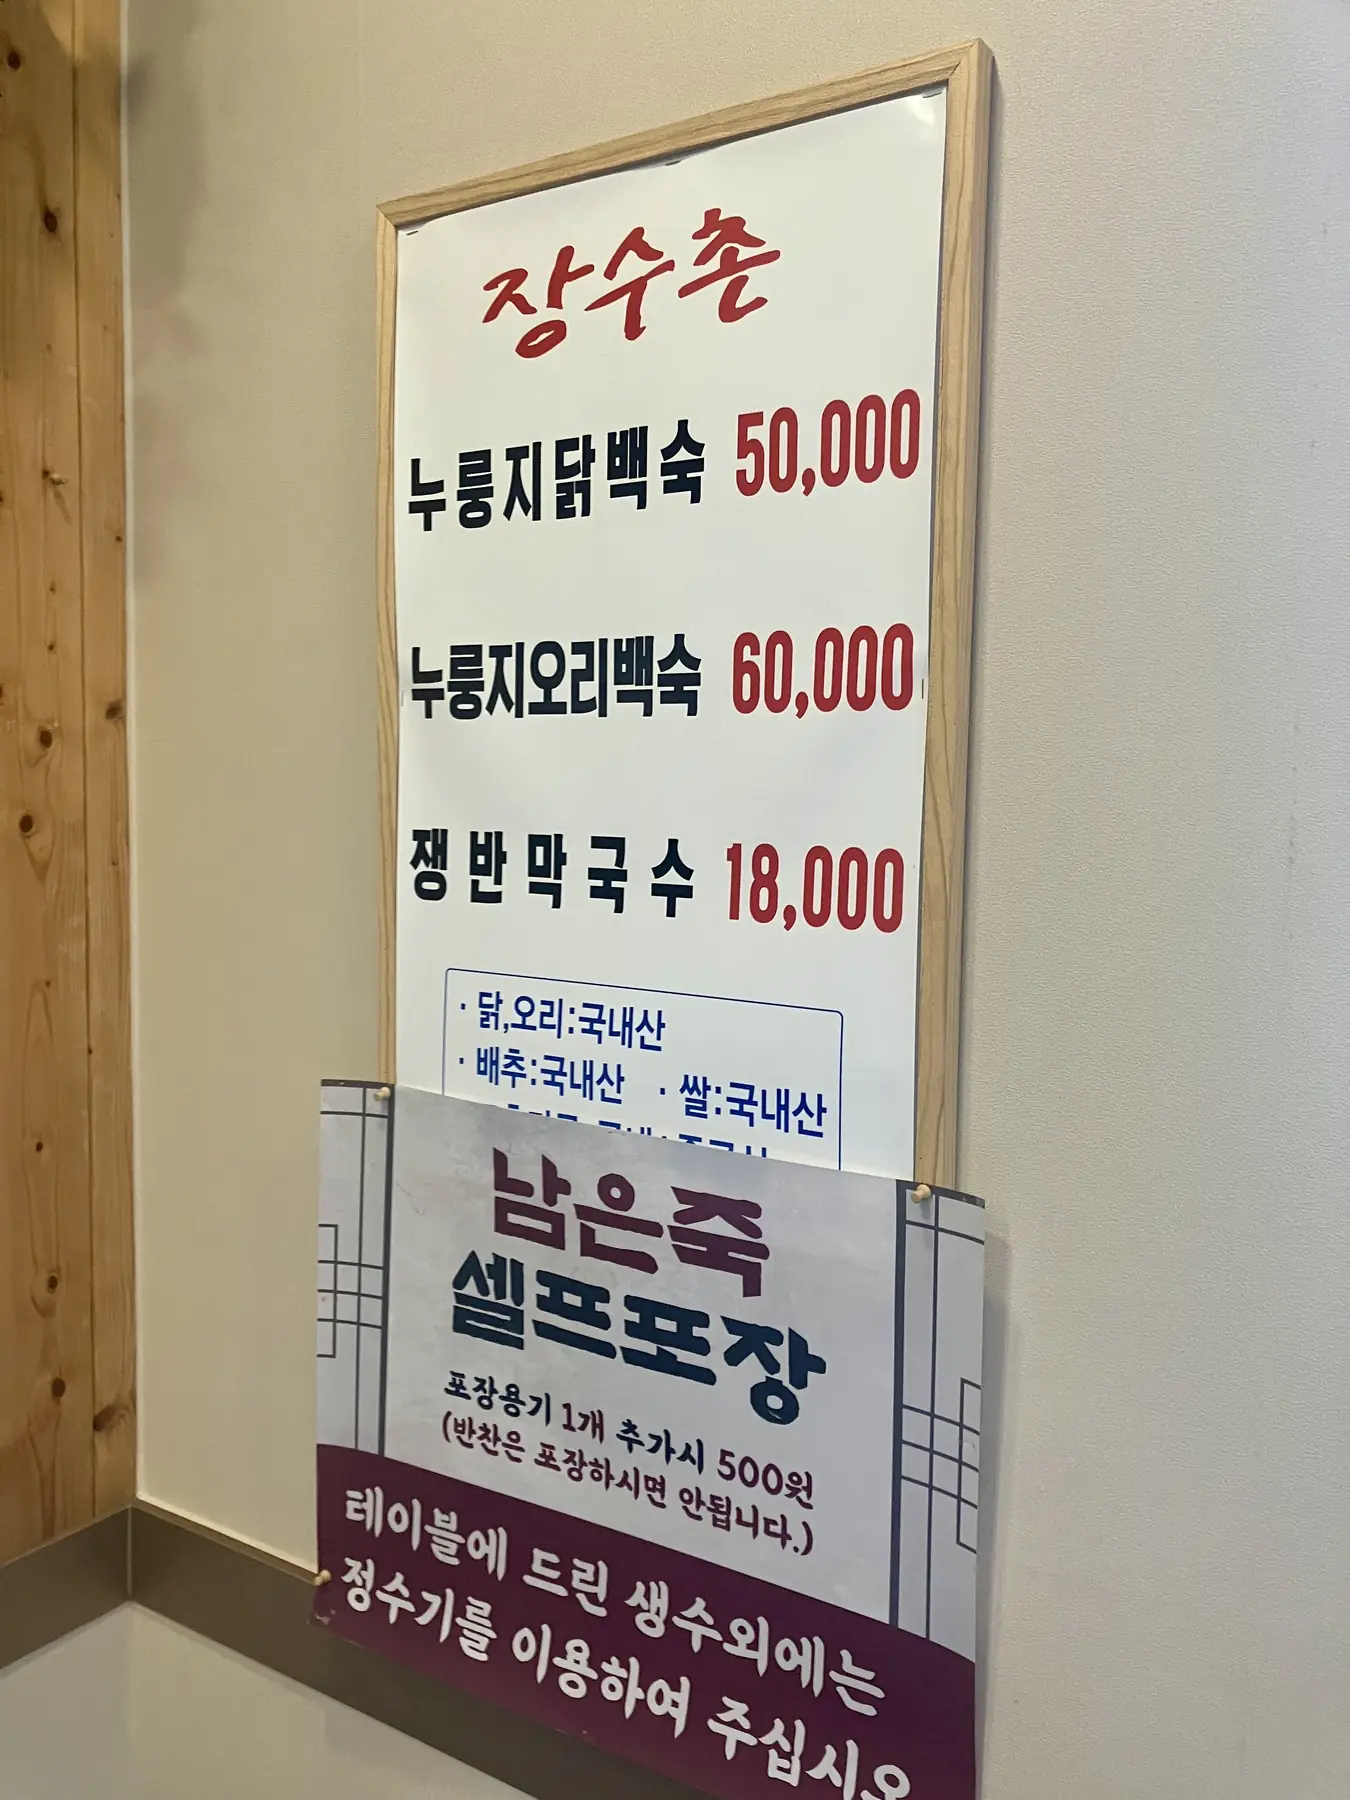 장수촌
누룽지닭백숙 50,000
누룽지오리백숙 60,000
쟁반막국수 18,000
· 닭,오리:국내산
· 배추:국내산 · 쌀:국내산
남은죽
셀프포장
포장용기 1개 추가시 500원
(반찬은 포장하시면 안됩니다.)
테이블에 드린 생수외에는
정수기를 이용하여 주십시오